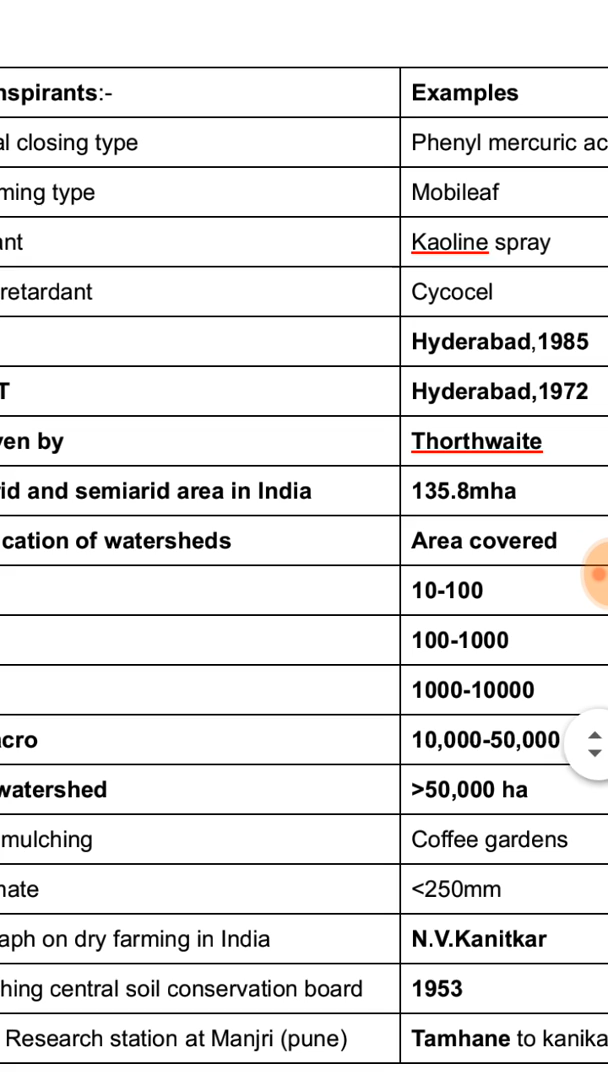 nspirants:- Examples
al closing type Phenyl mercuric ac
ming type Mobileaf
ant Kaoline spray
retardant Cycocel
Hyderabad,1985
T Hyderabad,1972
ven by Thorthwaite
id and semiarid area in India 135.8mha
cation of watersheds Area covered
10-100
100-1000
1000-10000
acro 10,000-50,000
watershed >50,000 ha
mulching Coffee gardens
nate <250mm
aph on dry farming in India N.V.Kanitkar
hing central soil conservation board 1953
Research station at Manjri (pune) Tamhane to kanika